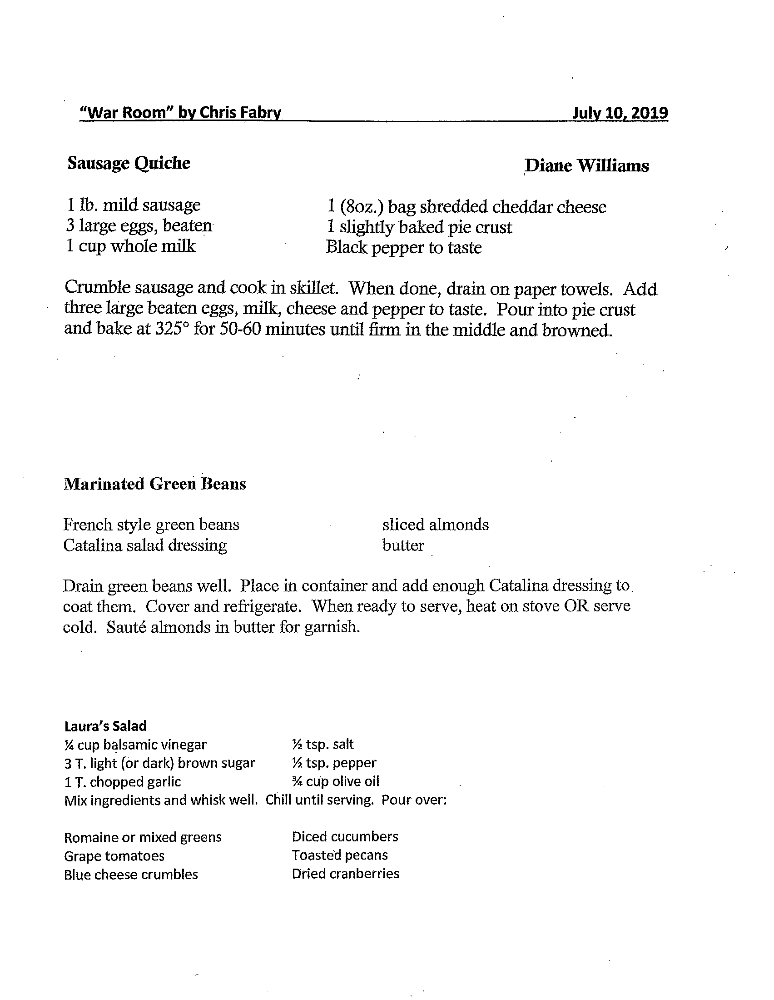 "War Room" by Chris Fabry July 10, 2019
Sausage Quiche Diane Williams
1 lb. mild sausage 1 (8oz.) bag shredded cheddar cheese
3 large eggs, beaten 1 slightly baked pie crust
1 cup whole milk Black pepper to taste
Crumble sausage and cook in skillet. When done, drain on paper towels. Add
three large beaten eggs, milk, cheese and pepper to taste. Pour into pie crust
and bake at 325° for 50-60 minutes until firm in the middle and browned.
Marinated Green Beans
French style green beans sliced almonds
Catalina salad dressing butter
Drain green beans well. Place in container and add enough Catalina dressing to
coat them. Cover and refrigerate. When ready to serve, heat on stove OR serve
cold. Sauté almonds in butter for garnish.
Laura's Salad
¼ cup balsamic vinegar ½ tsp. salt
3 T. light (or dark) brown sugar ½ tsp. pepper
1 T. chopped garlic ¾ cup olive oil
Mix ingredients and whisk well. Chill until serving. Pour over:
Romaine or mixed greens Diced cucumbers
Grape tomatoes Toasted pecans
Blue cheese crumbles Dried cranberries